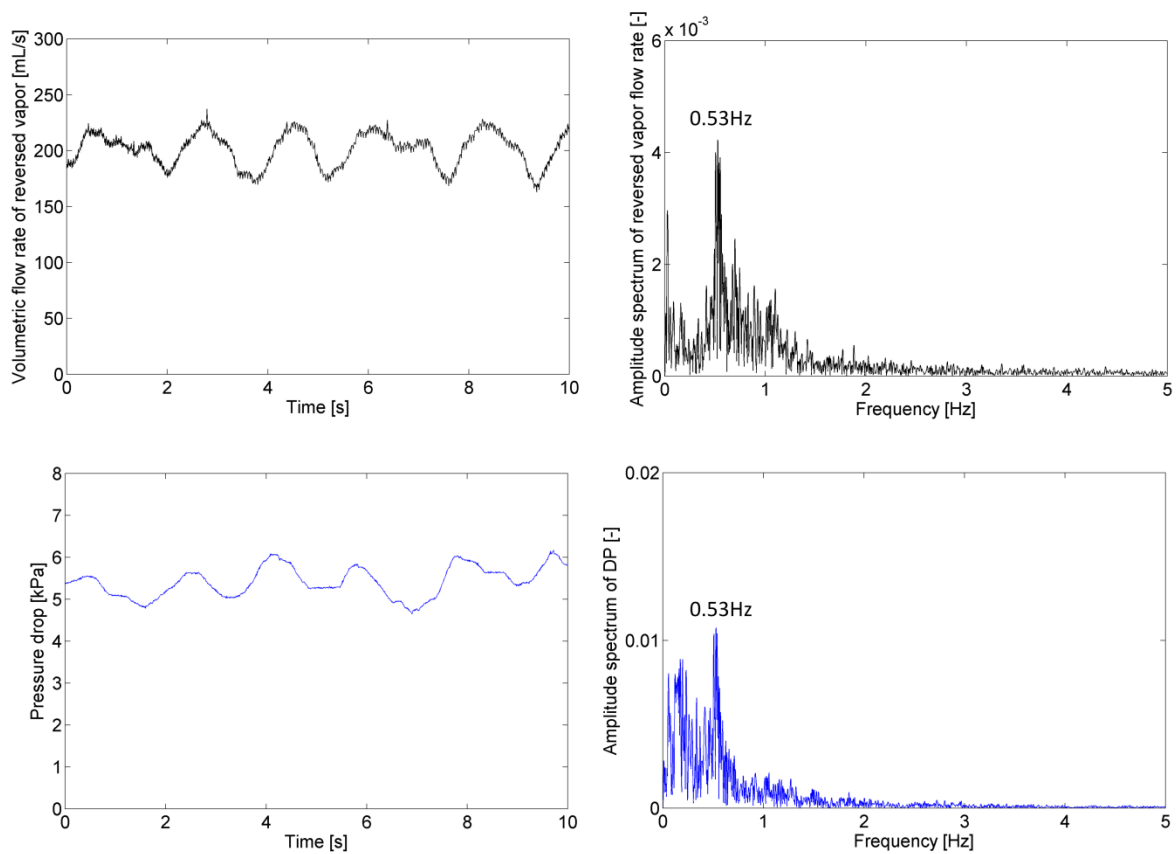 Volumetric flow rate of reversed vapor [mL/s]
300
250
200
150
100
50
0
0 2 4 6 8 10
Time [s]
Amplitude spectrum of reversed vapor flow rate [-]
x 10-3
6
4
2
0
0.53Hz
0 1 2 3 4 5
Frequency [Hz]
Pressure drop [kPa]
8
7
6
5
4
3
2
1
0
0 2 4 6 8 10
Time [s]
Amplitude spectrum of DP [-]
0.02
0.01
0
0.53Hz
0 1 2 3 4 5
Frequency [Hz]